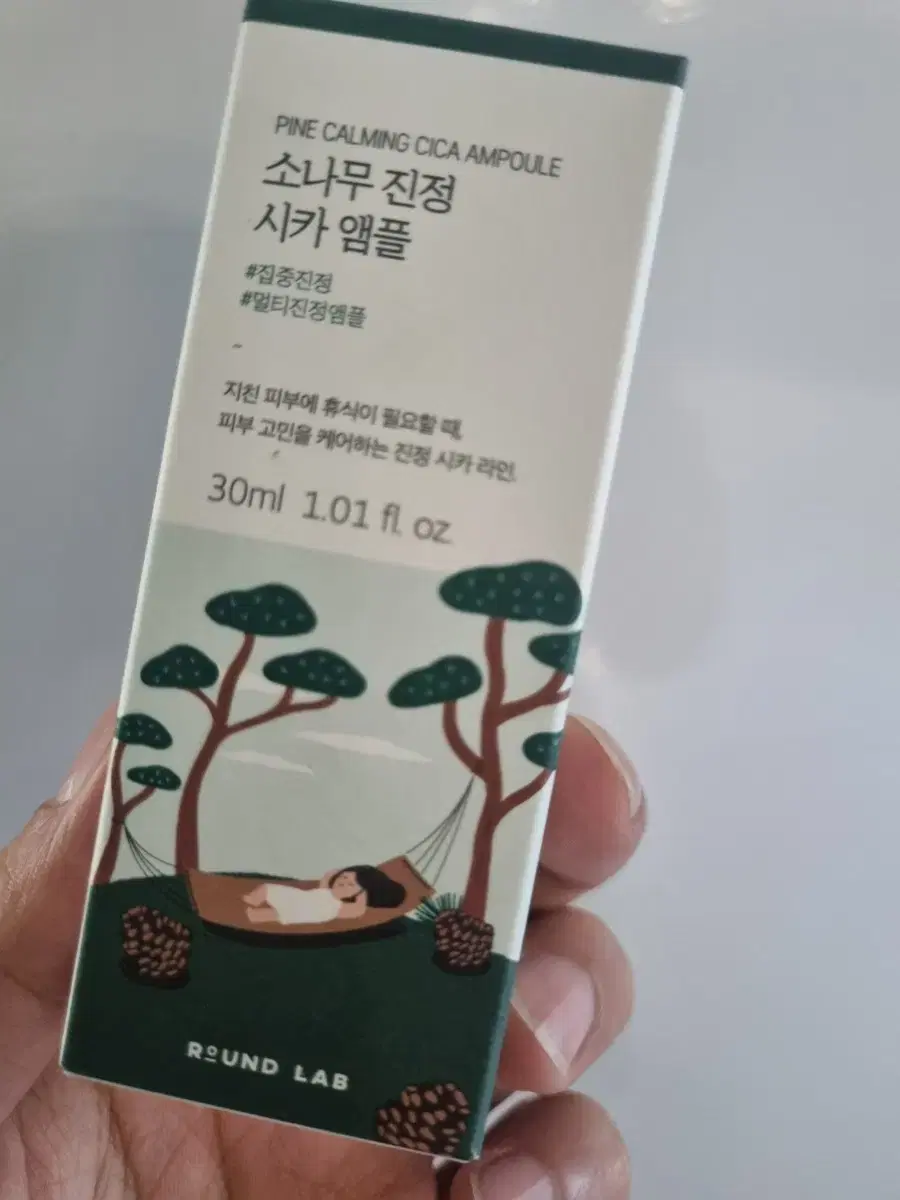 PINE CALMING CICA AMPOULE
소나무 진정
시카 앰플
#집중진정
#멀티진정앰플
지친 피부에 휴식이 필요할 때,
피부 고민을 케어하는 진정 시카 라인.
30ml 1.01 fl. oz.
ROUND LAB